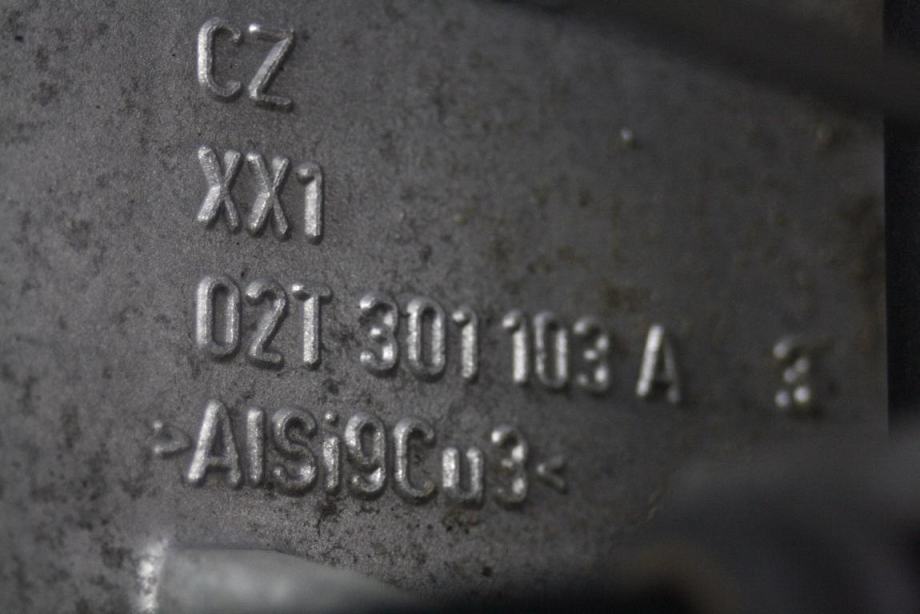 CZ
XX1
02T 301 103 A
>AlSi9Cu3<